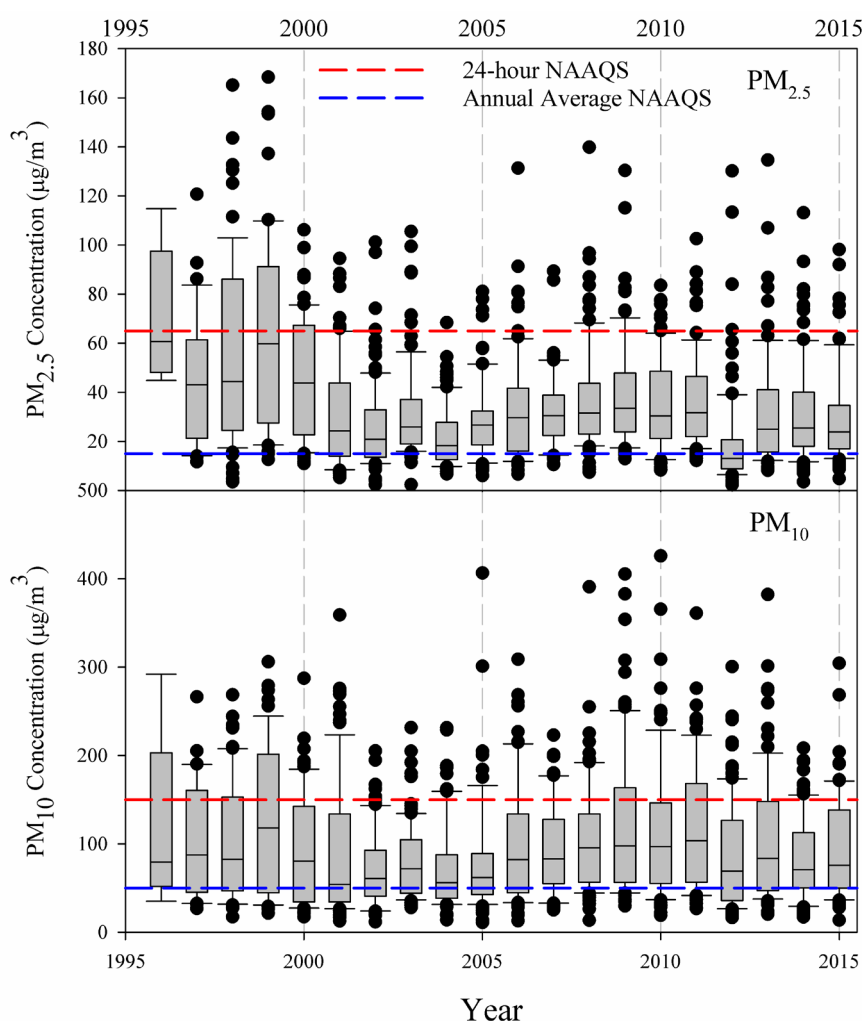 1995 2000 2005 2010 2015
180
24-hour NAAQS
PM2.5
160
Annual Average NAAQS
140
120
100
80
60
40
20
PM2.5 Concentration (µg/m3)
500
PM10
400
300
200
100
0
PM10 Concentration (µg/m3)
1995 2000 2005 2010 2015
Year